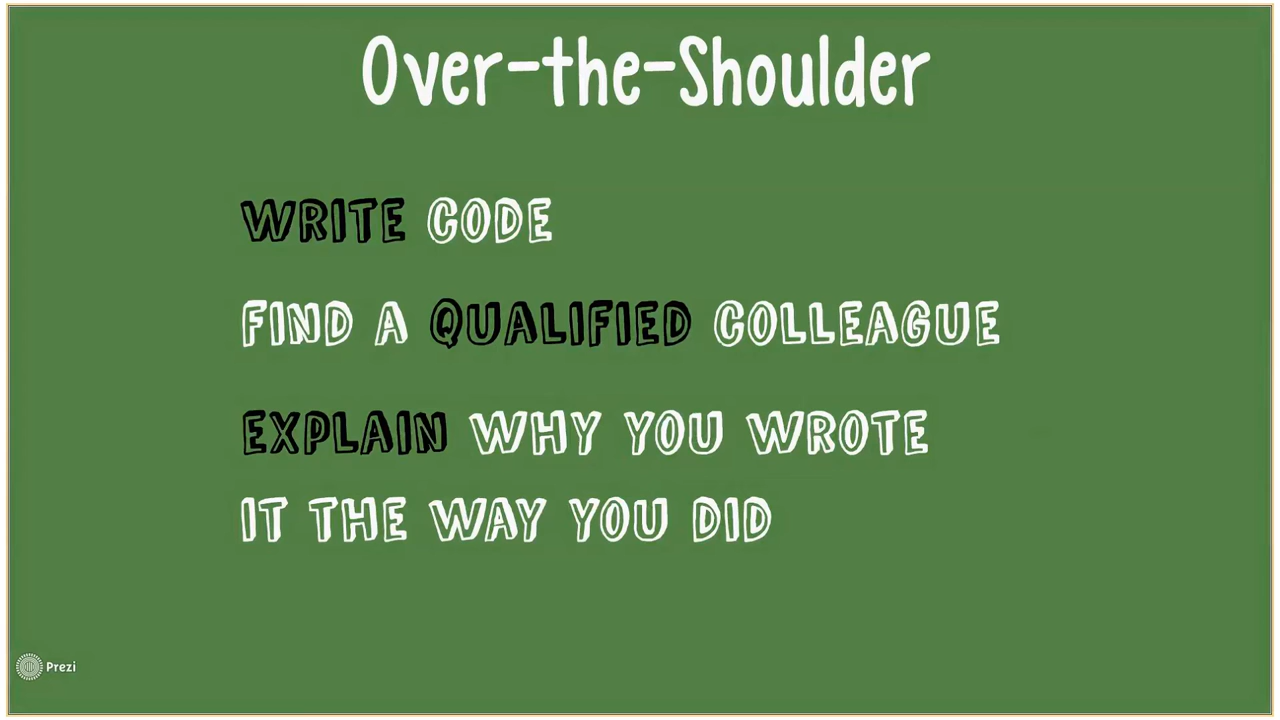 Over-the-Shoulder
WRITE CODE
FIND A QUALIFIED COLLEAGUE
EXPLAIN WHY YOU WROTE
IT THE WAY YOU DID
Prezi